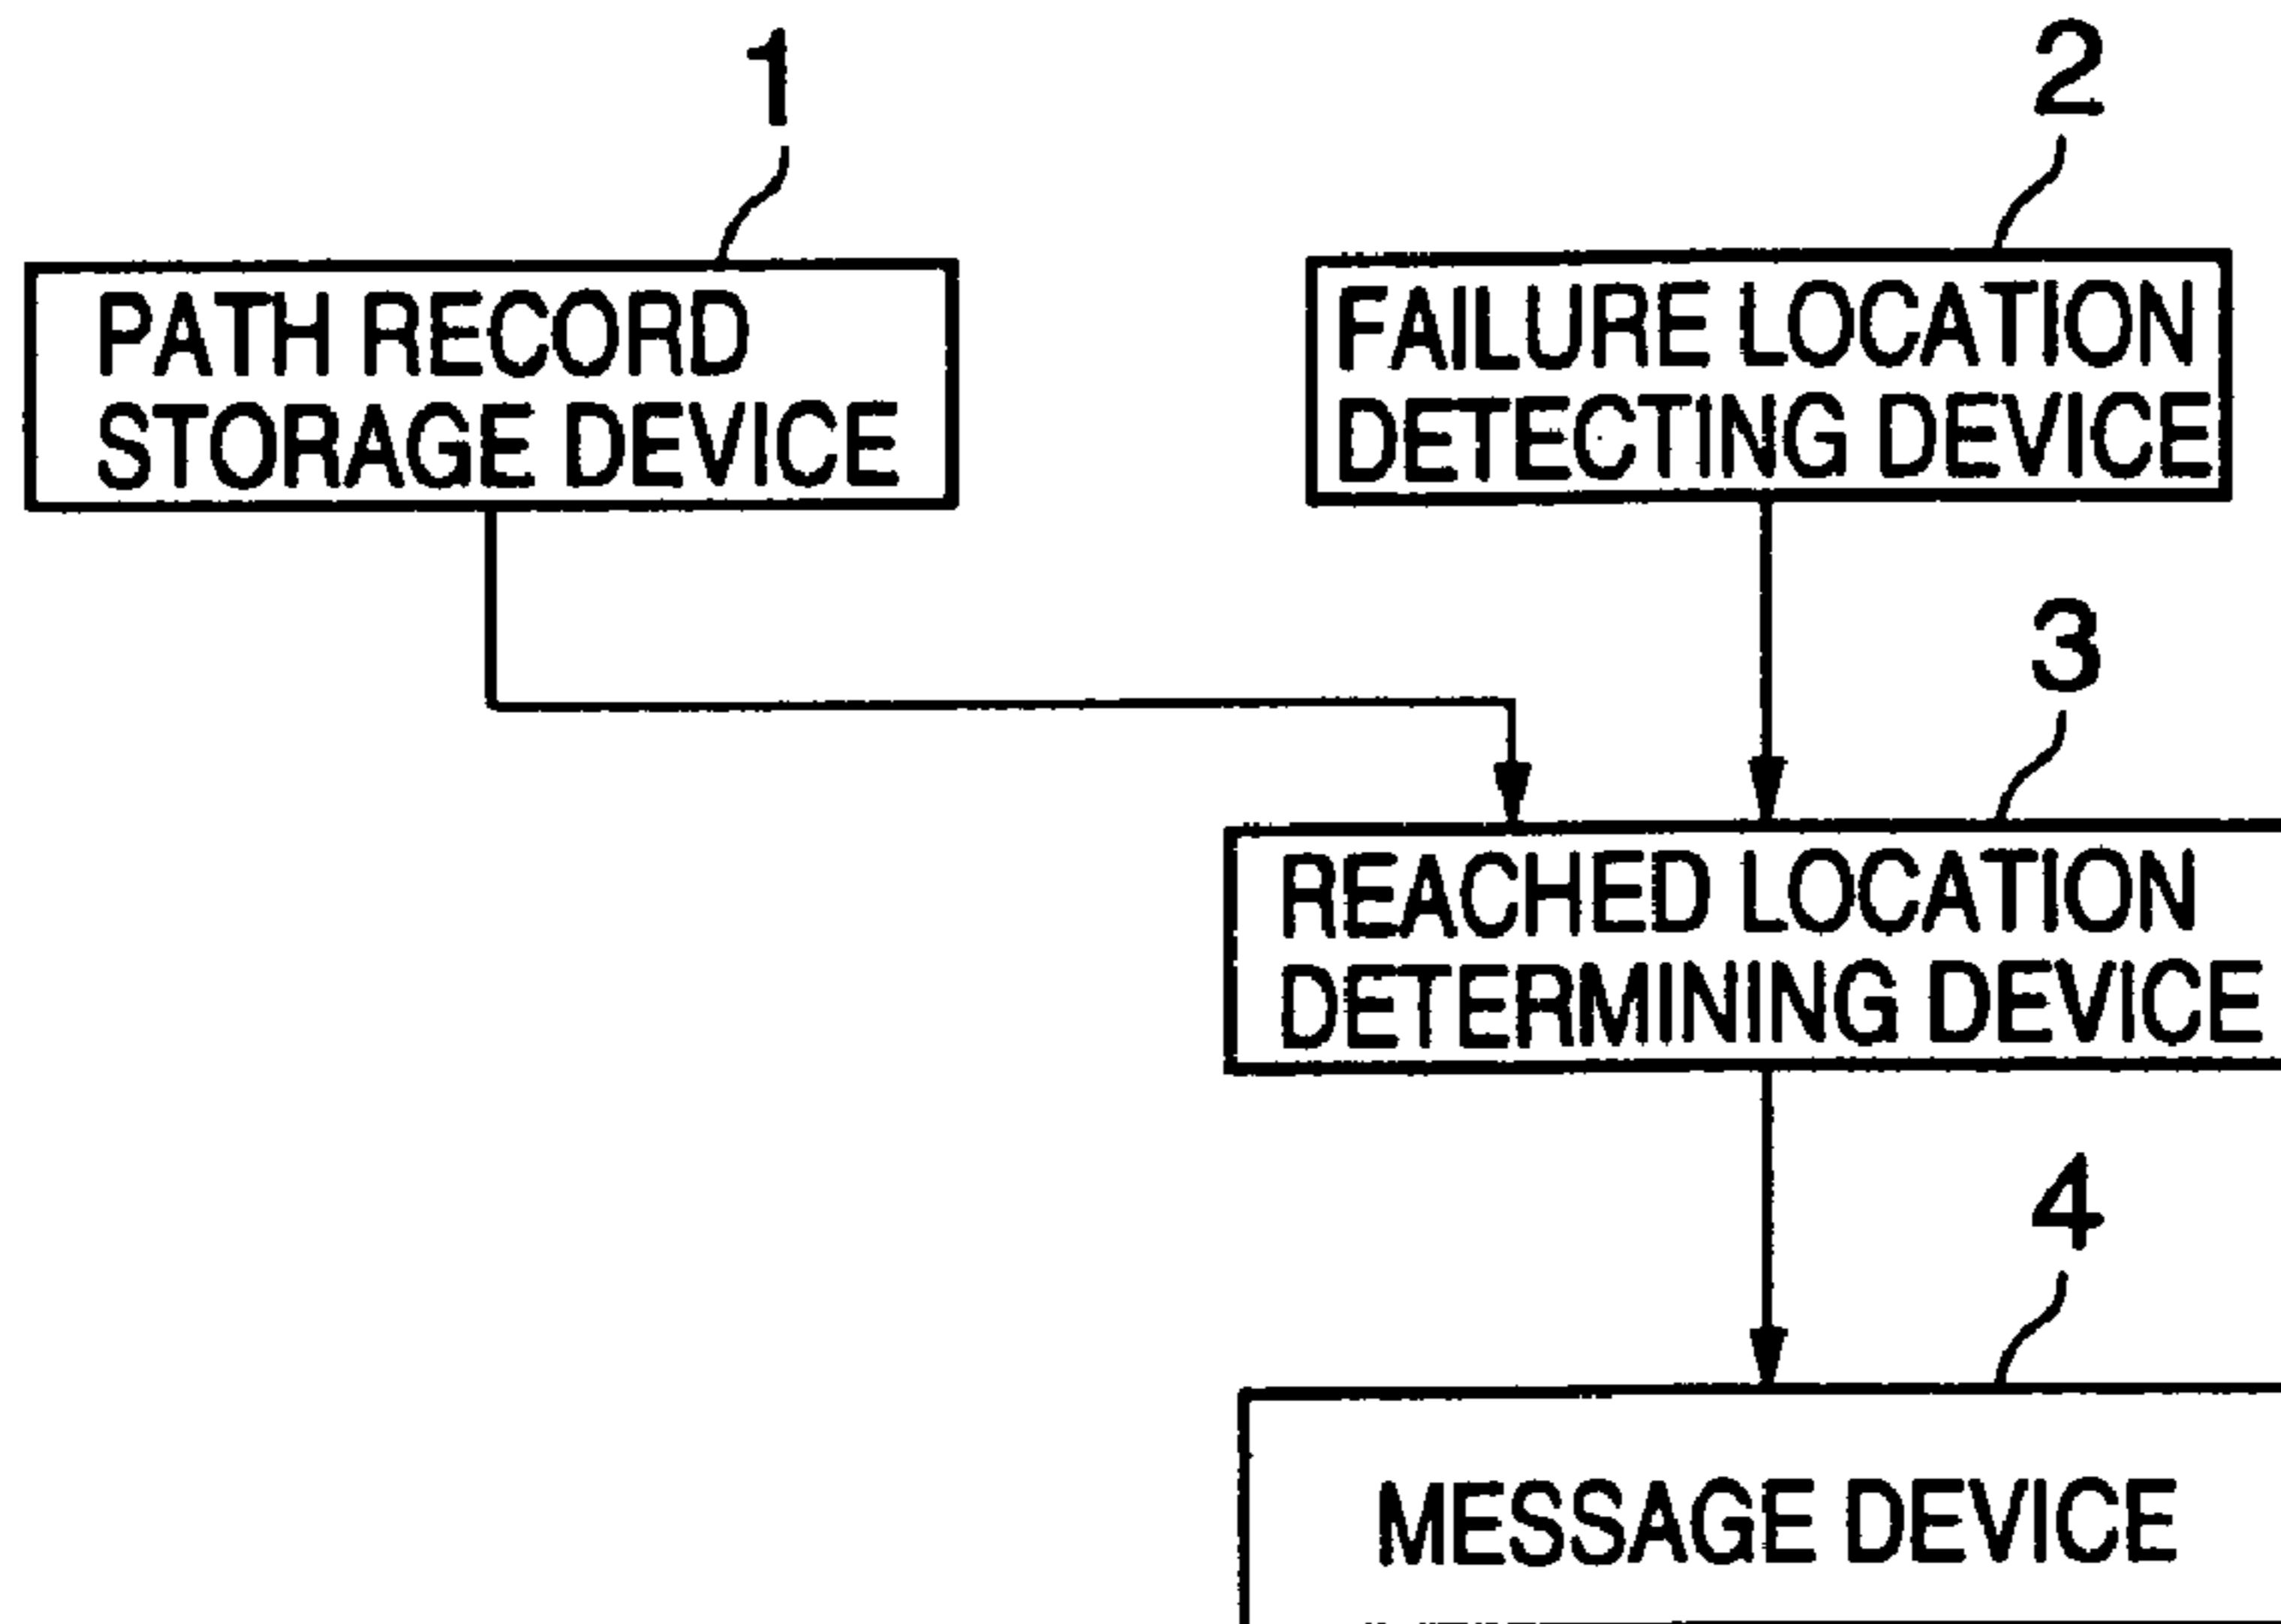 1
2
PATH RECORD
STORAGE DEVICE
FAILURE LOCATION
DETECTING DEVICE
3
REACHED LOCATION
DETERMINING DEVICE
4
MESSAGE DEVICE